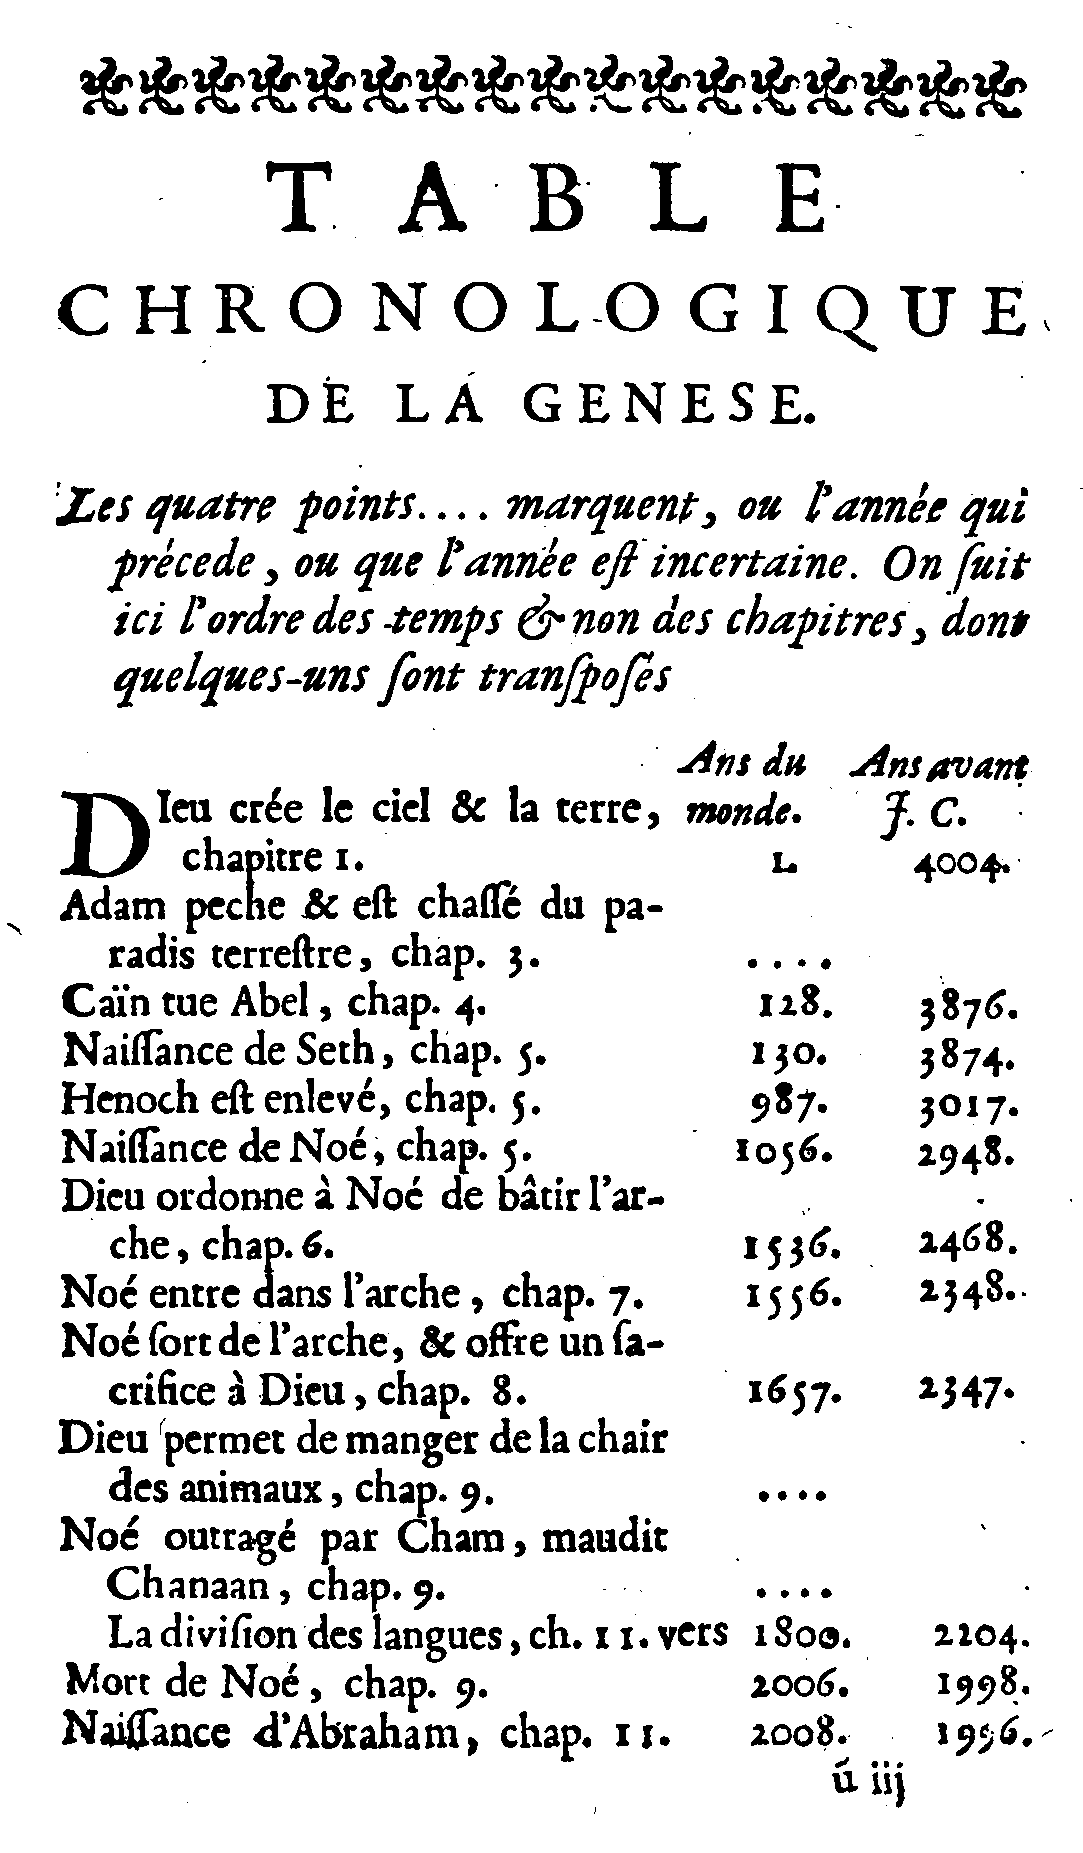 TABLE
CHRONOLOGIQUE
DE LA GENESE.
Les quatre points.... marquent, ou l'année qui
précede, ou que l'année eſt incertaine. On ſuit
ici l'ordre des temps & non des chapitres, dont
quelques-uns ſont tranſpoſés
Ans du Ans avant
DIeu crée le ciel & la terre, monde. J. C.
chapitre 1. 1. 4004.
Adam peche & eſt chaſſé du pa-
radis terreſtre, chap. 3. ....
Caïn tue Abel, chap. 4. 128. 3876.
Naiſſance de Seth, chap. 5. 130. 3874.
Henoch eſt enlevé, chap. 5. 987. 3017.
Naiſſance de Noé, chap. 5. 1056. 2948.
Dieu ordonne à Noé de bâtir l'ar-
che, chap. 6. 1536. 2468.
Noé entre dans l'arche, chap. 7. 1556. 2348.
Noé ſort de l'arche, & offre un ſa-
crifice à Dieu, chap. 8. 1657. 2347.
Dieu permet de manger de la chair
des animaux, chap. 9. ....
Noé outragé par Cham, maudit
Chanaan, chap. 9. ....
La diviſion des langues, ch. 11. vers 1800. 2204.
Mort de Noé, chap. 9. 2006. 1998.
Naiſſance d'Abraham, chap. 11. 2008. 1996.
ü iij